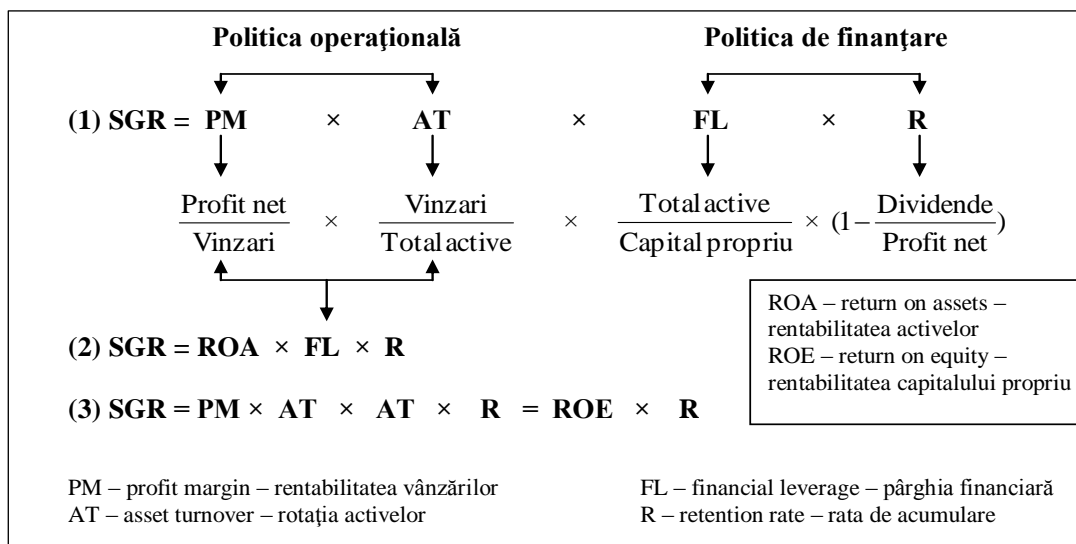 Politica operaţională Politica de finanţare
(1) SGR = PM × AT × FL × R
Profit net / Vinzari × Vinzari / Total active × Total active / Capital propriu × (1 − Dividende / Profit net)
ROA – return on assets –
rentabilitatea activelor
ROE – return on equity –
rentabilitatea capitalului propriu
(2) SGR = ROA × FL × R
(3) SGR = PM × AT × AT × R = ROE × R
PM – profit margin – rentabilitatea vânzărilor
AT – asset turnover – rotaţia activelor
FL – financial leverage – pârghia financiară
R – retention rate – rata de acumulare